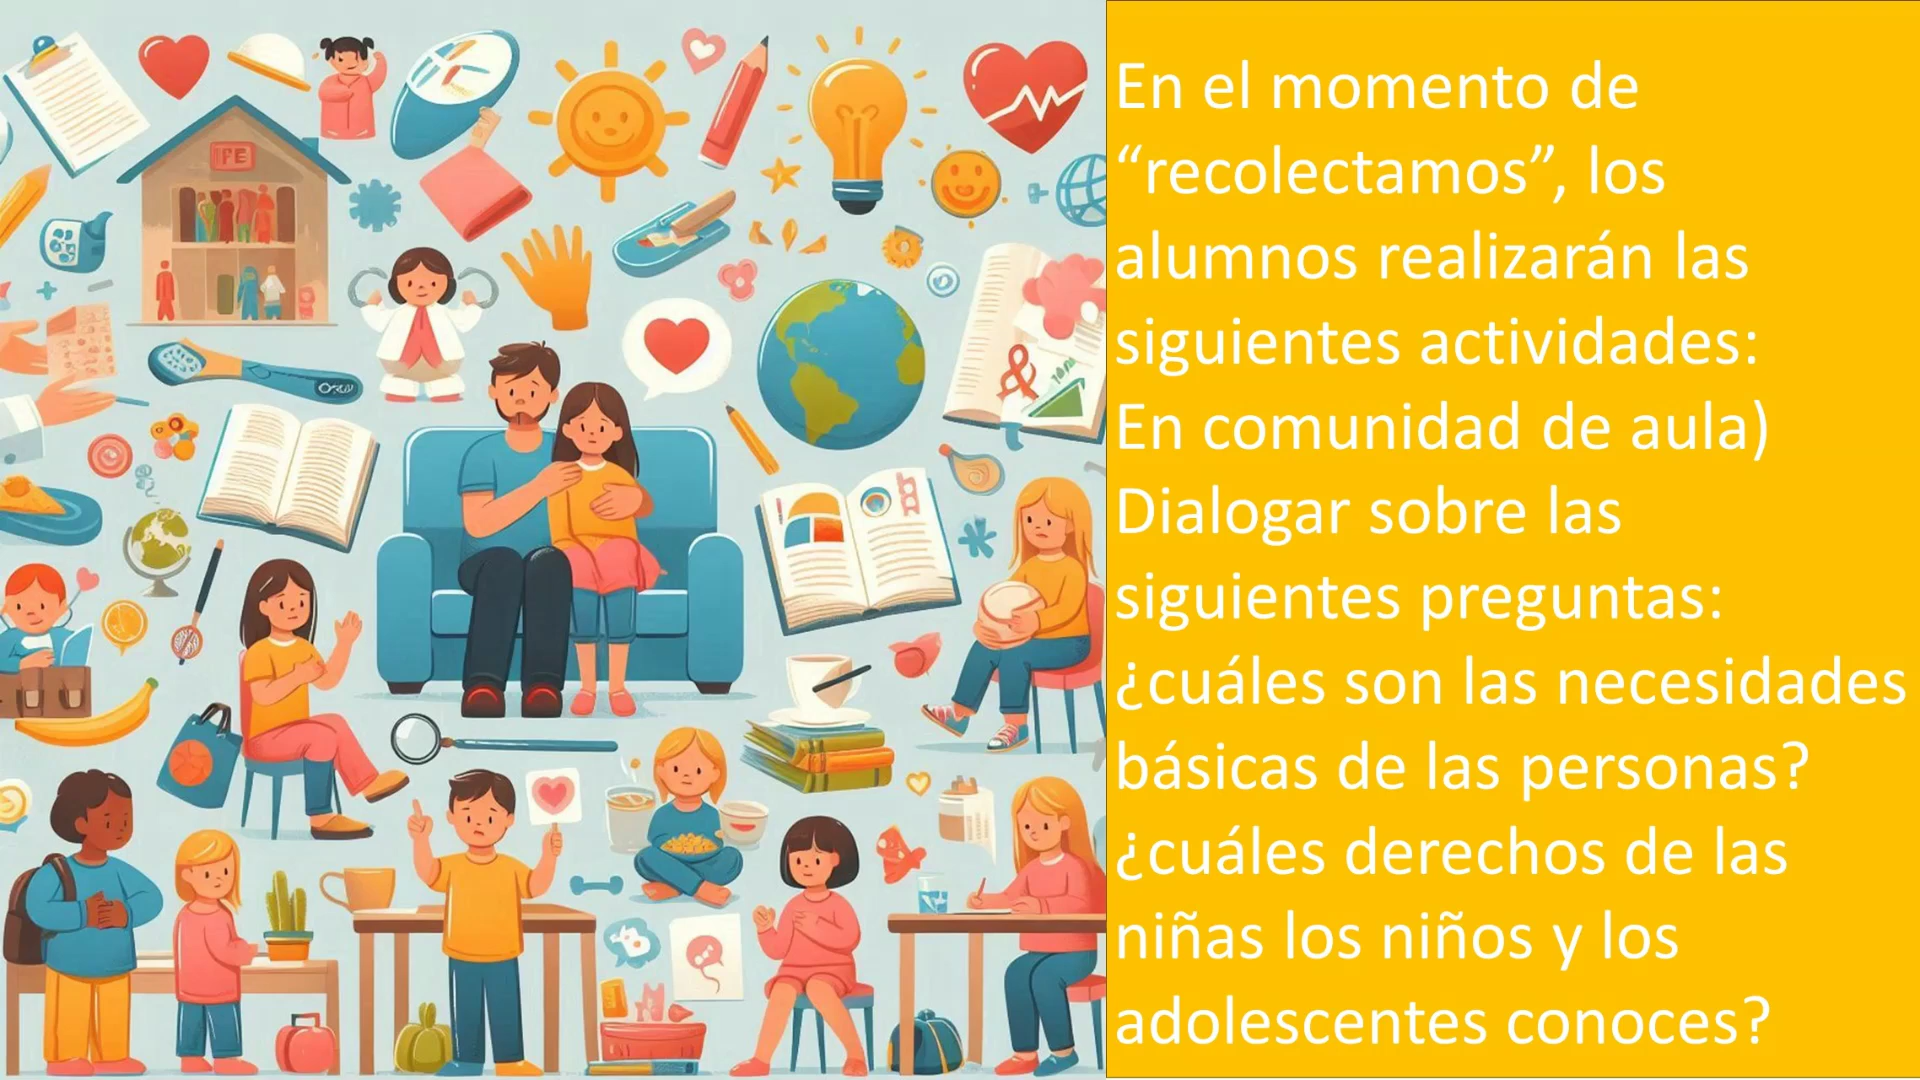 En el momento de
“recolectamos”, los
alumnos realizarán las
siguientes actividades:
En comunidad de aula)
Dialogar sobre las
siguientes preguntas:
¿cuáles son las necesidades
básicas de las personas?
¿cuáles derechos de las
niñas los niños y los
adolescentes conoces?